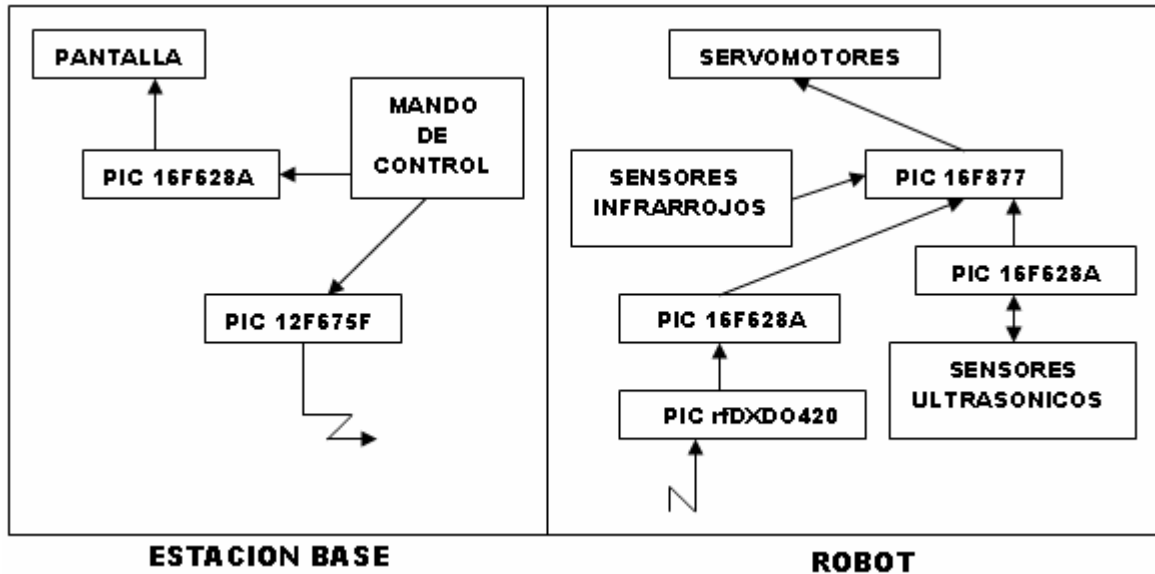 PANTALLA
MANDO
DE
CONTROL
PIC 16F628A
PIC 12F675F
ESTACION BASE
SERVOMOTORES
SENSORES
INFRARROJOS
PIC 16F877
PIC 16F628A
PIC 16F628A
SENSORES
ULTRASONICOS
PIC rfDXDO420
ROBOT